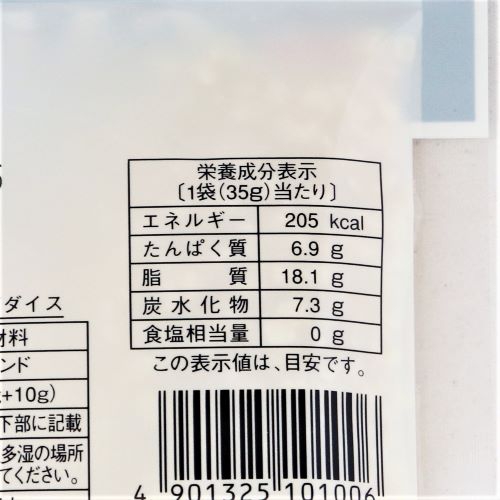 栄養成分表示
〔1袋(35g)当たり〕
エネルギー 205 kcal
たんぱく質 6.9 g
脂質 18.1 g
炭水化物 7.3 g
食塩相当量 0 g
この表示値は、目安です。
ダイス
材料
ンド
+10g)
下部に記載
多湿の場所
てください。
4 901325 101006